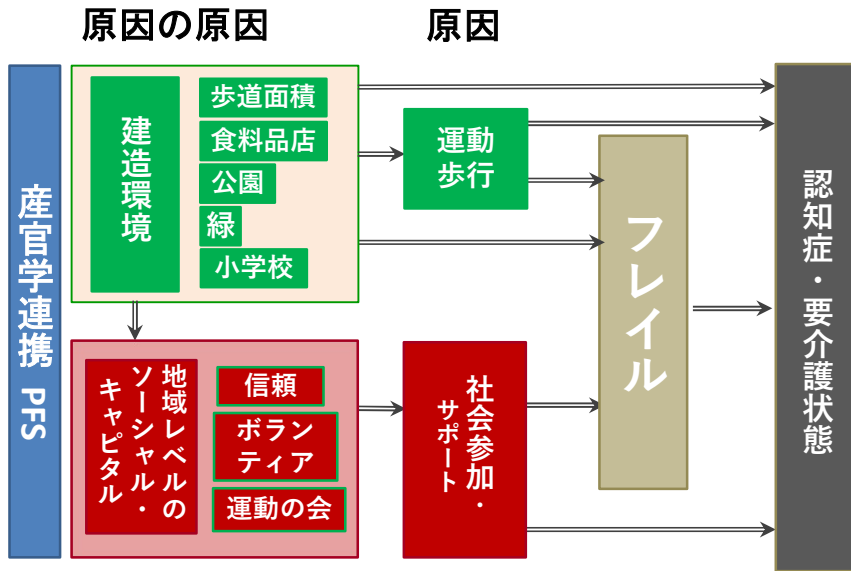 原因の原因
原因
産官学連携 PFS
建造環境
歩道面積
食料品店
公園
緑
小学校
運動
歩行
地域レベルの
ソーシャル・
キャピタル
信頼
ボラン
ティア
運動の会
社会参加・
サポート
フレイル
認知症・要介護状態